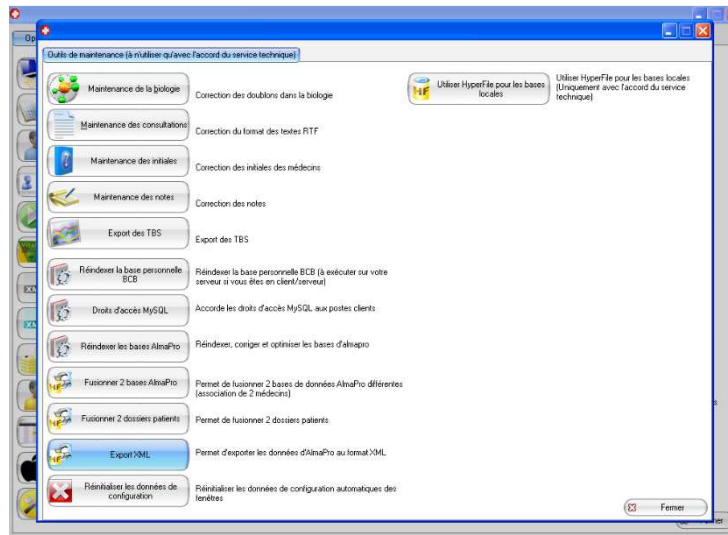 Outils de maintenance (à n'utiliser qu'avec l'accord du service technique)
Maintenance de la biologie
Correction des doublons dans la biologie
Utiliser HyperFile pour les bases locales
Utiliser HyperFile pour les bases locales
(Uniquement avec l'accord du service
technique)
Maintenance des consultations
Correction du format des textes RTF
Maintenance des initiales
Correction des initiales des médecins
Maintenance des notes
Correction des notes
Export des TBS
Export des TBS
Réindexer la base personnelle
BCB
Réindexer la base personnelle BCB (à exécuter sur votre
serveur si vous êtes en client/serveur)
Droits d'accès MySQL
Accorde les droits d'accès MySQL aux postes clients
Réindexer les bases AlmaPro
Réindexer, corriger et optimiser les bases d'almapro
Fusionner 2 bases AlmaPro
Permet de fusionner 2 bases de données AlmaPro différentes
(association de 2 médecins)
Fusionner 2 dossiers patients
Permet de fusionner 2 dossiers patients
Export XML
Permet d'exporter les données d'AlmaPro au format XML
Réinitialiser les données de
configuration
Réinitialiser les données de configuration automatiques des
fenêtres
Fermer